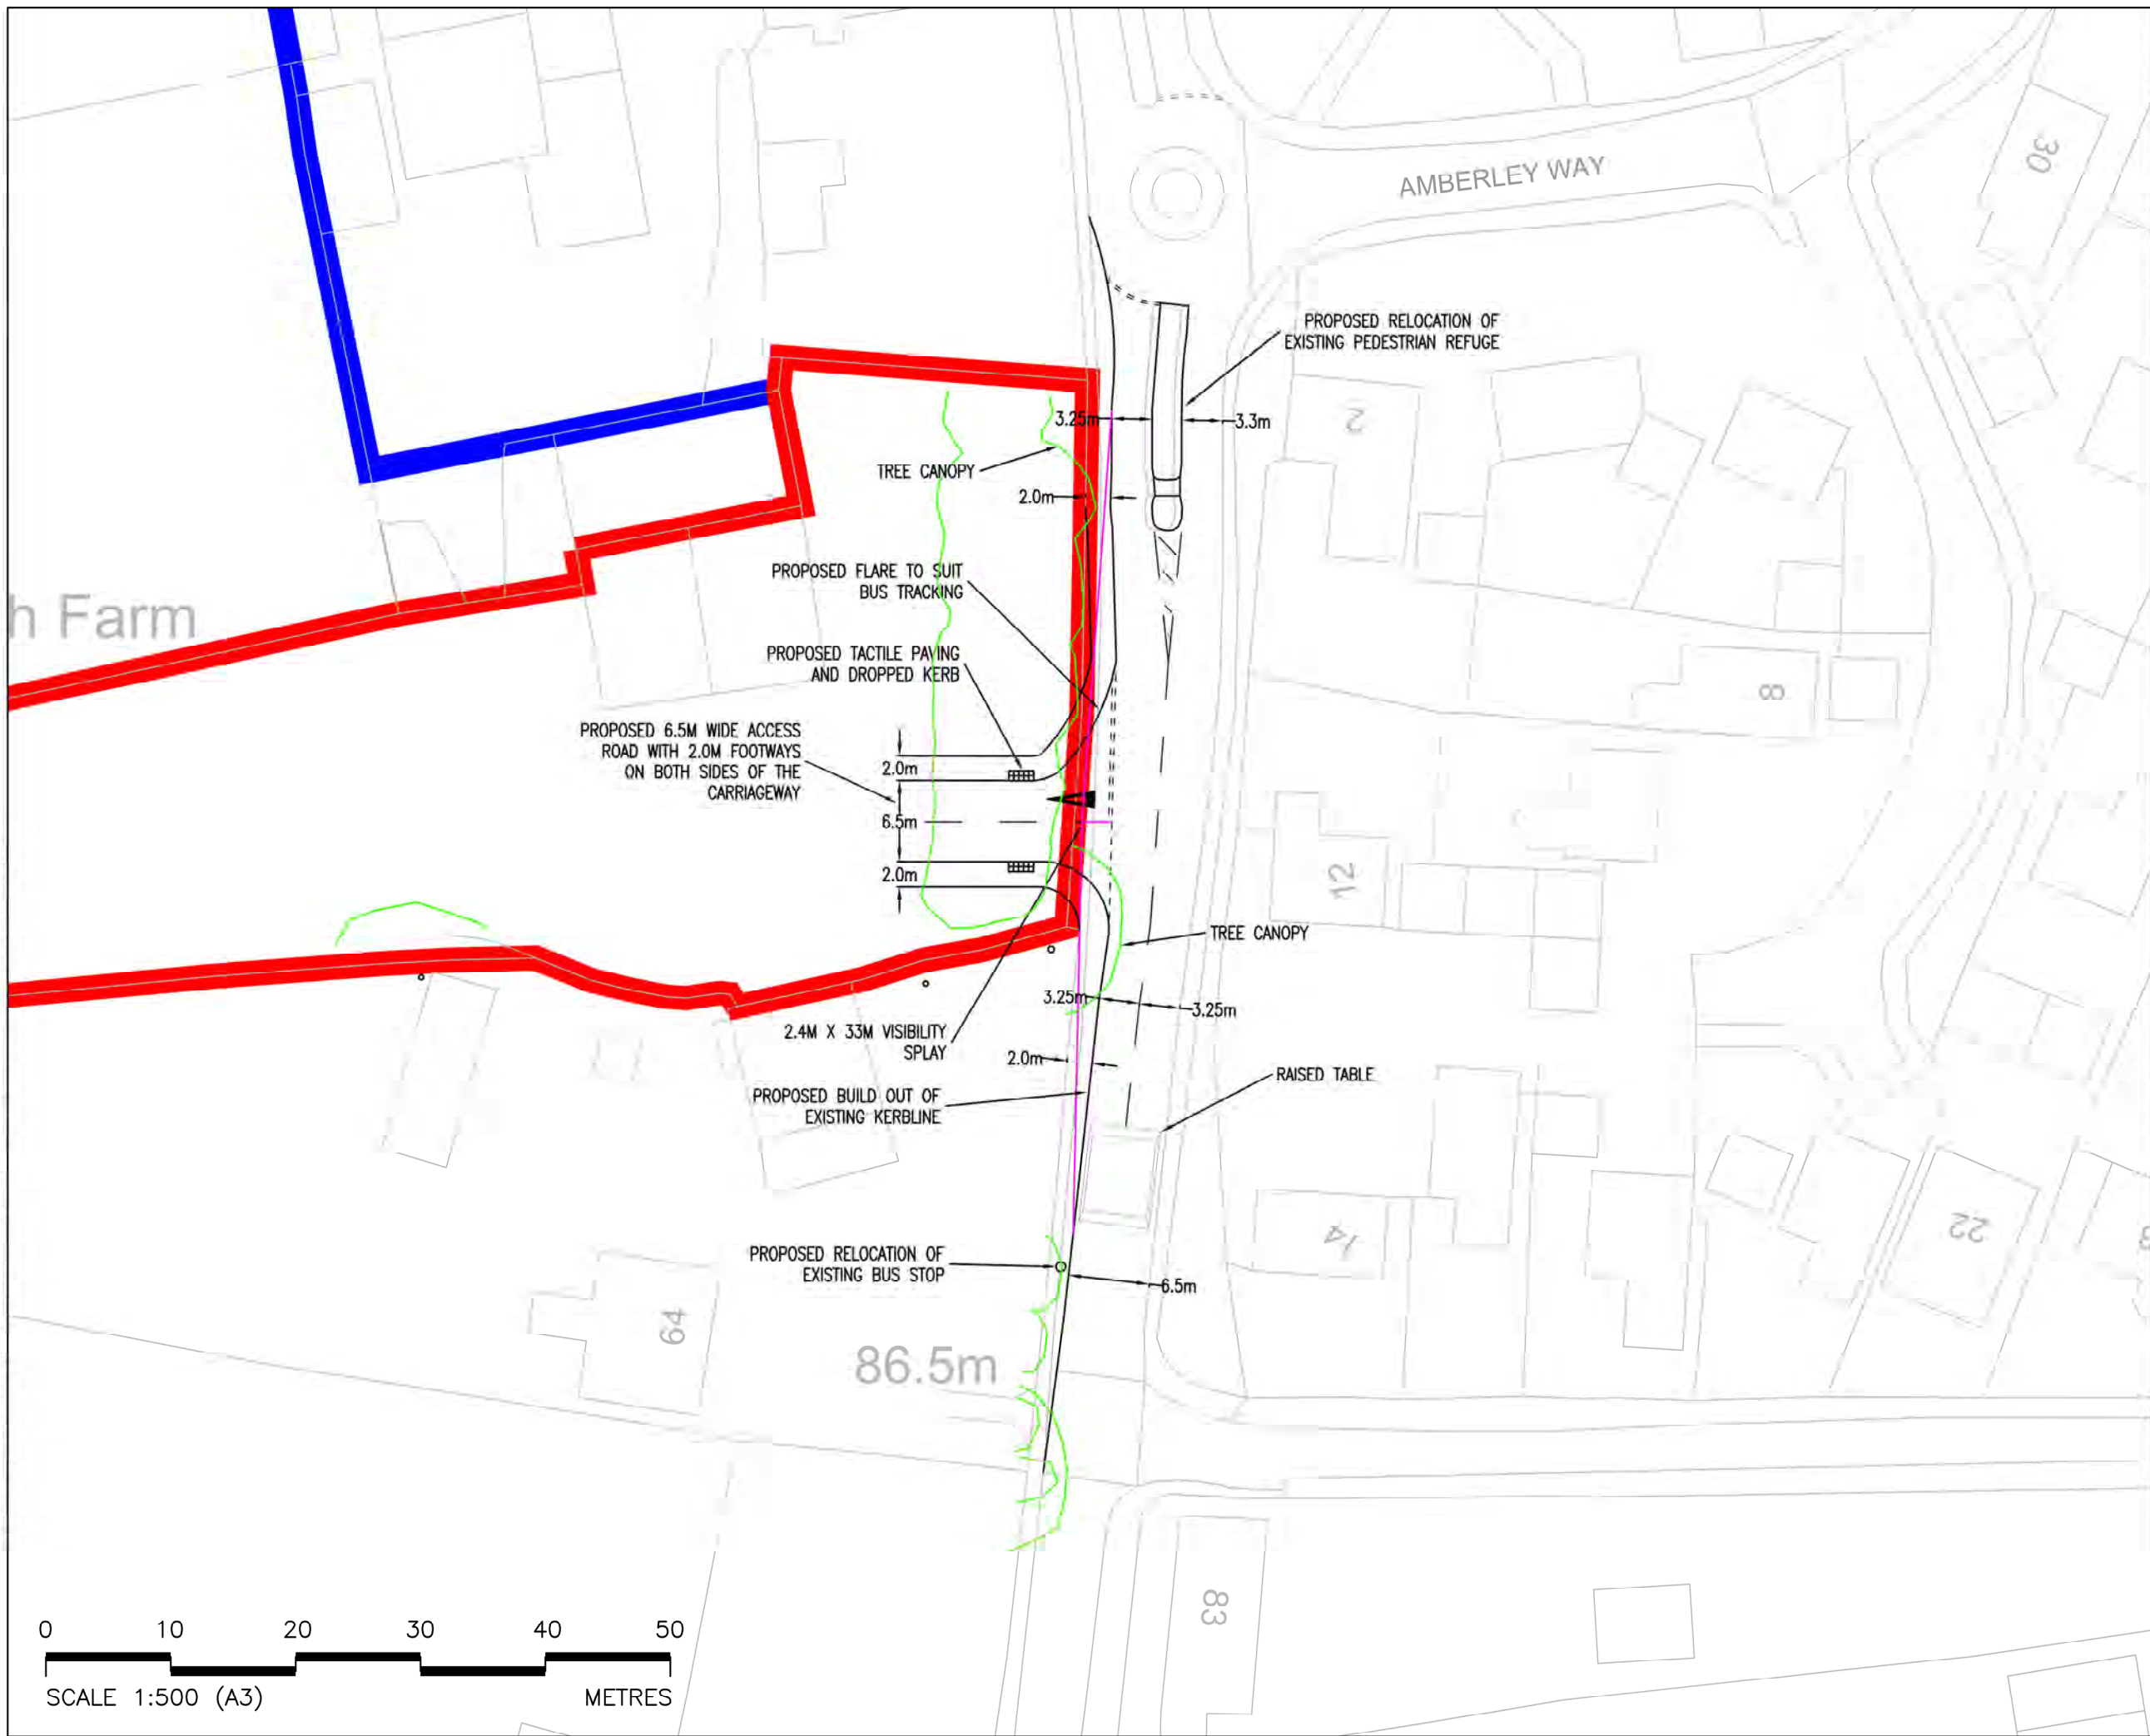 AMBERLEY WAY
30
PROPOSED RELOCATION OF
EXISTING PEDESTRIAN REFUGE
3.25m
3.3m
2
TREE CANOPY
2.0m
PROPOSED FLARE TO SUIT
BUS TRACKING
h Farm
PROPOSED TACTILE PAVING
AND DROPPED KERB
8
PROPOSED 6.5M WIDE ACCESS
ROAD WITH 2.0M FOOTWAYS
ON BOTH SIDES OF THE
CARRIAGEWAY
2.0m
6.5m
2.0m
12
TREE CANOPY
3.25m
3.25m
2.4M X 33M VISIBILITY
SPLAY
2.0m
RAISED TABLE
PROPOSED BUILD OUT OF
EXISTING KERBLINE
14
22
PROPOSED RELOCATION OF
EXISTING BUS STOP
6.5m
64
86.5m
83
0 10 20 30 40 50
SCALE 1:500 (A3) METRES